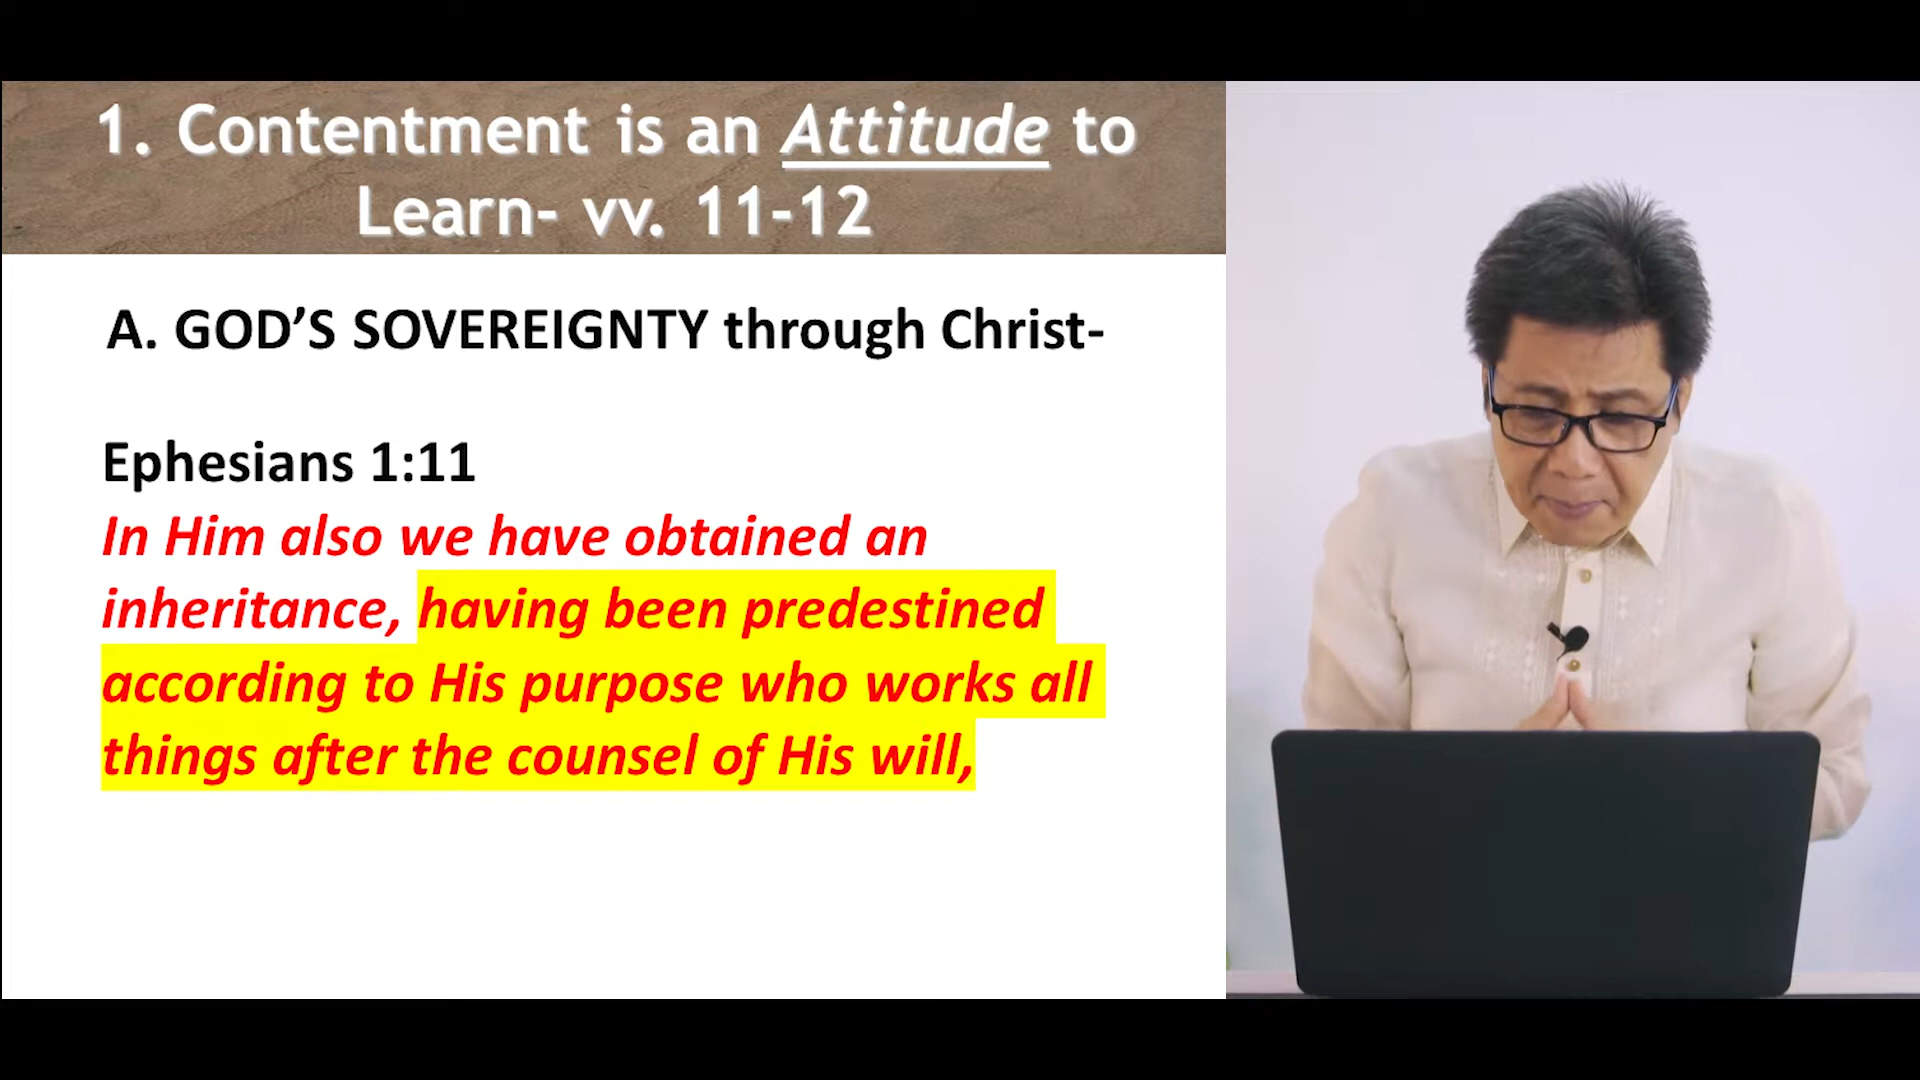 1. Contentment is an Attitude to
Learn- vv. 11-12
A. GOD’S SOVEREIGNTY through Christ-
Ephesians 1:11
In Him also we have obtained an
inheritance, having been predestined
according to His purpose who works all
things after the counsel of His will,